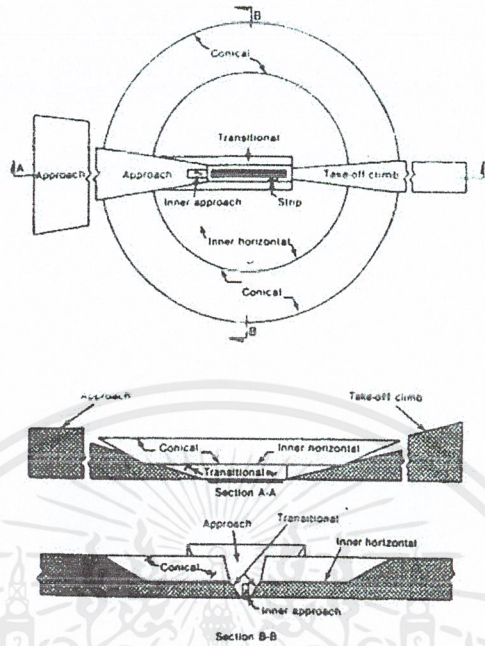 B
Conical
Transitional
A
Approach
Approach
Take-off climb
Inner approach
Strip
Inner horizontal
Conical
B
Approach
Take-off climb
Conical
Inner horizontal
Transitional
Section A-A
Approach
Transitional
Conical
Inner horizontal
Inner approach
Section B-B